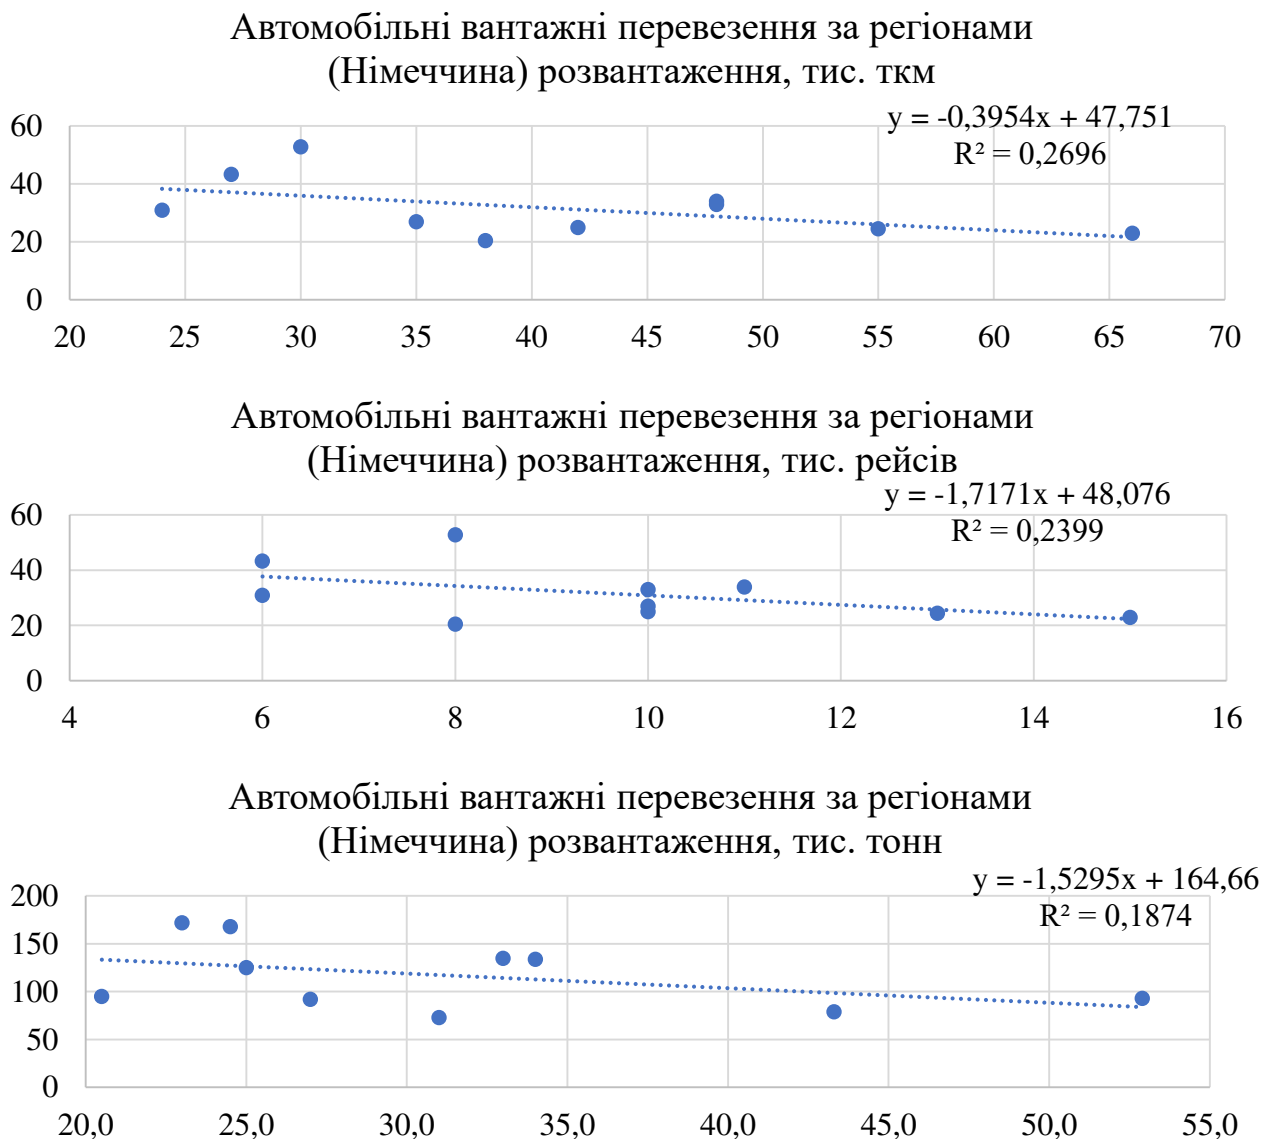 Автомобільні вантажні перевезення за регіонами
(Німеччина) розвантаження, тис. ткм
y = -0,3954x + 47,751
R² = 0,2696
60
40
20
0
20 25 30 35 40 45 50 55 60 65 70
Автомобільні вантажні перевезення за регіонами
(Німеччина) розвантаження, тис. рейсів
y = -1,7171x + 48,076
R² = 0,2399
60
40
20
0
4 6 8 10 12 14 16
Автомобільні вантажні перевезення за регіонами
(Німеччина) розвантаження, тис. тонн
y = -1,5295x + 164,66
R² = 0,1874
200
150
100
50
0
20,0 25,0 30,0 35,0 40,0 45,0 50,0 55,0